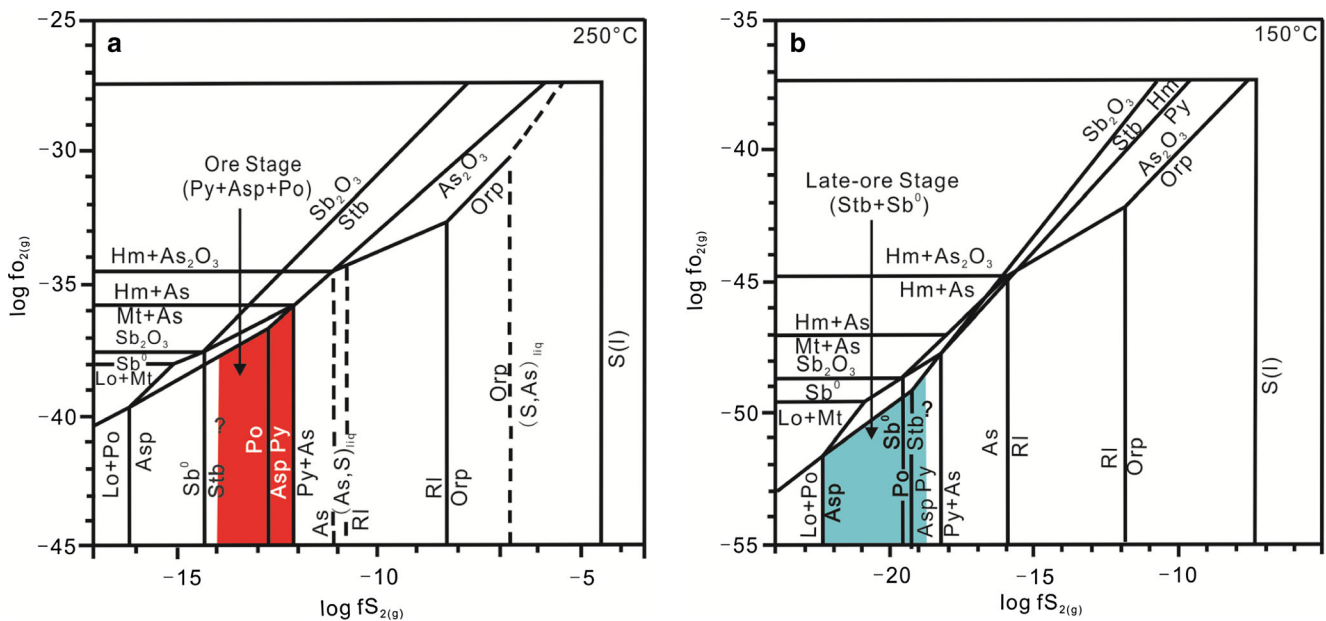 a
250°C
log fO2(g)
−25
−30
−35
−40
−45
−15
−10
−5
log fS2(g)
Ore Stage
(Py+Asp+Po)
Sb2O3
Stb
As2O3
Orp
Hm+As2O3
Hm+As
Mt+As
Sb2O3
Sb0
Lo+Mt
Lo+Po
Asp
Sb0
Stb
?
Po
Asp Py
Py+As
As
(As,S)liq
Rl
Rl
Orp
Orp
(S,As)liq
S(l)
b
150°C
log fO2(g)
−35
−40
−45
−50
−55
−20
−15
−10
log fS2(g)
Late-ore Stage
(Stb+Sb0)
Sb2O3
Stb
Hm
Py
As2O3
Orp
Hm+As2O3
Hm+As
Hm+As
Mt+As
Sb2O3
Sb0
Lo+Mt
Lo+Po
Asp
Sb0
Stb
?
Po
Asp Py
Py+As
As
Rl
Rl
Orp
S(l)